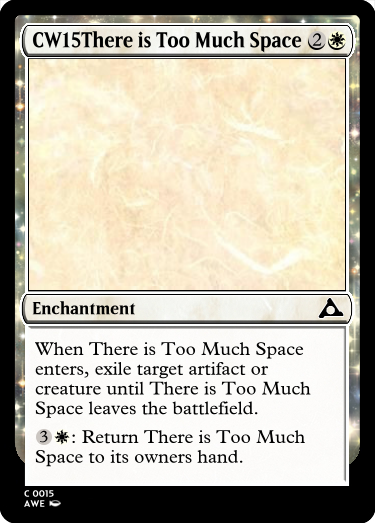 CW15There is Too Much Space 2
Enchantment
When There is Too Much Space
enters, exile target artifact or
creature until There is Too Much
Space leaves the battlefield.
3 : Return There is Too Much
Space to its owners hand.
C 0015
AWE